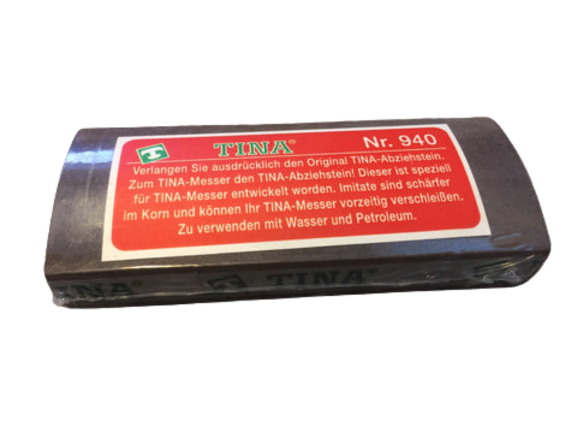 TINA® Nr. 940
Verlangen Sie ausdrücklich den Original TINA-Abziehstein.
Zum TINA-Messer den TINA-Abziehstein! Dieser ist speziell
für TINA-Messer entwickelt worden. Imitate sind schärfer
im Korn und können Ihr TINA-Messer vorzeitig verschleißen.
Zu verwenden mit Wasser und Petroleum.
TINA TINA®